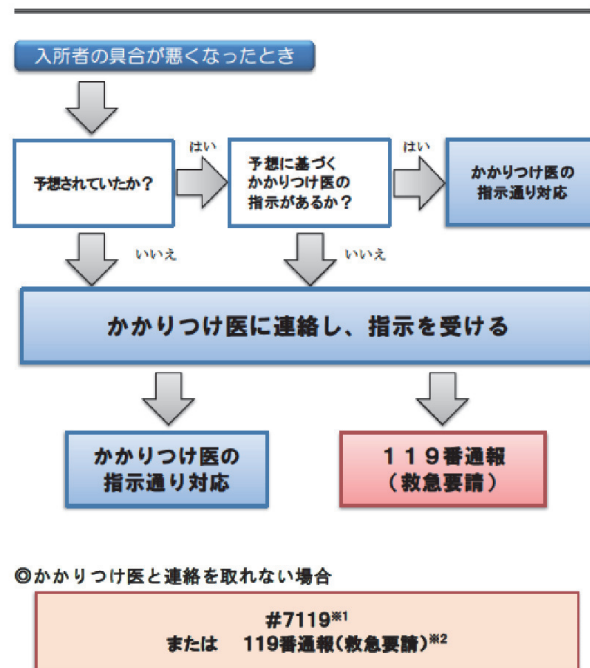 入所者の具合が悪くなったとき
予想されていたか？
はい
予想に基づく
かかりつけ医の
指示があるか？
はい
かかりつけ医の
指示通り対応
いいえ
いいえ
かかりつけ医に連絡し、指示を受ける
かかりつけ医の
指示通り対応
１１９番通報
（救急要請）
◎かかりつけ医と連絡を取れない場合
#7119※1
または　119番通報(救急要請)※2